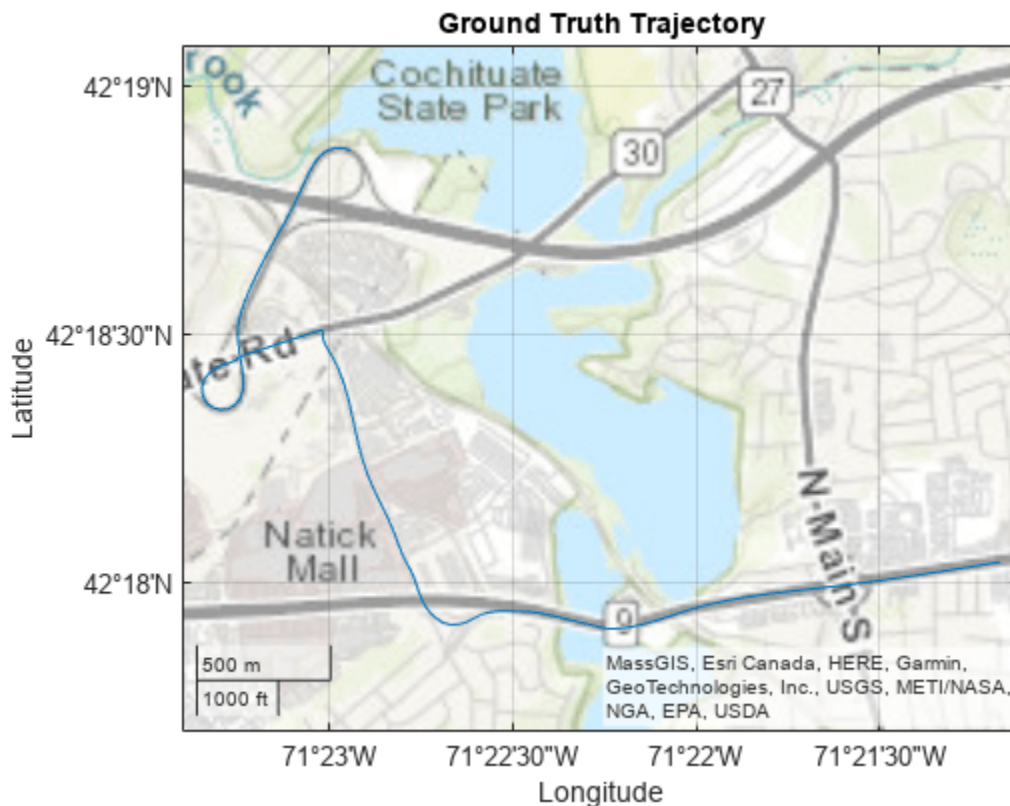 Ground Truth Trajectory
rook
Cochituate
State Park
27
30
42°19'N
42°18'30"N
42°18'N
Latitude
ate Rd
Natick
Mall
N-Main-S
9
500 m
1000 ft
MassGIS, Esri Canada, HERE, Garmin,
GeoTechnologies, Inc., USGS, METI/NASA,
NGA, EPA, USDA
71°23'W
71°22'30"W
71°22'W
71°21'30"W
Longitude